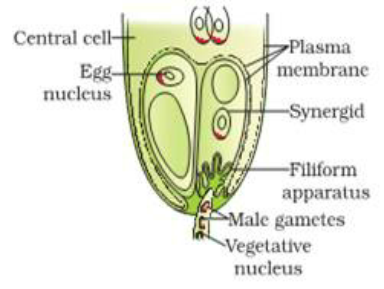 Central cell
Egg
nucleus
Plasma
membrane
Synergid
Filiform
apparatus
Male gametes
Vegetative
nucleus